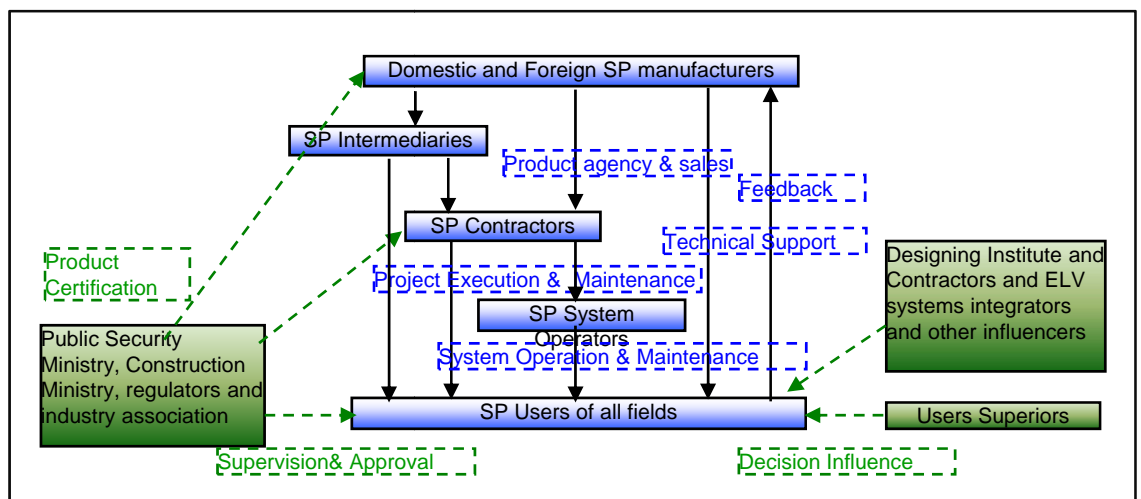 Domestic and Foreign SP manufacturers
SP Intermediaries
Product agency & sales
Feedback
SP Contractors
Technical Support
Product
Certification
Project Execution & Maintenance
Designing Institute and
Contractors and ELV
systems integrators
and other influencers
SP System
Operators
Public Security
Ministry, Construction
Ministry, regulators and
industry association
System Operation & Maintenance
SP Users of all fields
Users Superiors
Supervision& Approval
Decision Influence